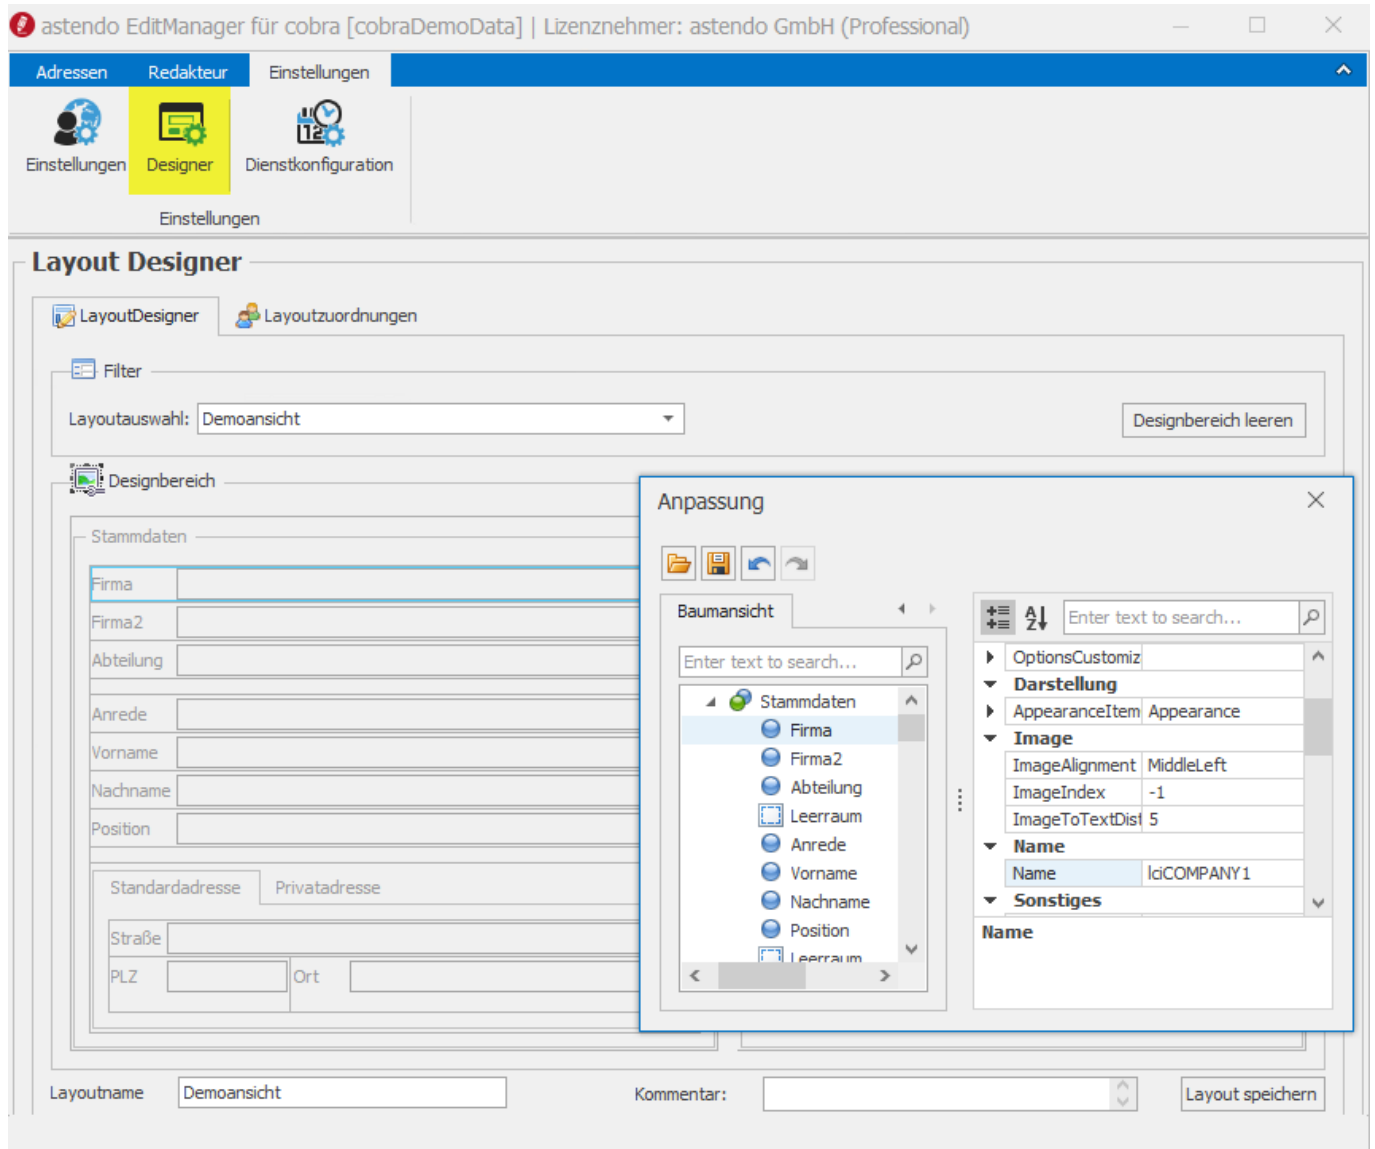 astendo EditManager für cobra [cobraDemoData] | Lizenznehmer: astendo GmbH (Professional)
Adressen Redakteur Einstellungen
Einstellungen Designer Dienstkonfiguration
Einstellungen
Layout Designer
LayoutDesigner Layoutzuordnungen
Filter
Layoutauswahl: Demoansicht Designbereich leeren
Designbereich
Stammdaten
Firma
Firma2
Abteilung
Anrede
Vorname
Nachname
Position
Standardadresse Privatadresse
Straße
PLZ Ort
Anpassung
Baumansicht
Enter text to search...
Stammdaten
Firma
Firma2
Abteilung
Leerraum
Anrede
Vorname
Nachname
Position
Leerraum
Enter text to search...
OptionsCustomiz
Darstellung
AppearanceItem Appearance
Image
ImageAlignment MiddleLeft
ImageIndex -1
ImageToTextDist 5
Name
Name lciCOMPANY1
Sonstiges
Name
Layoutname Demoansicht Kommentar: Layout speichern